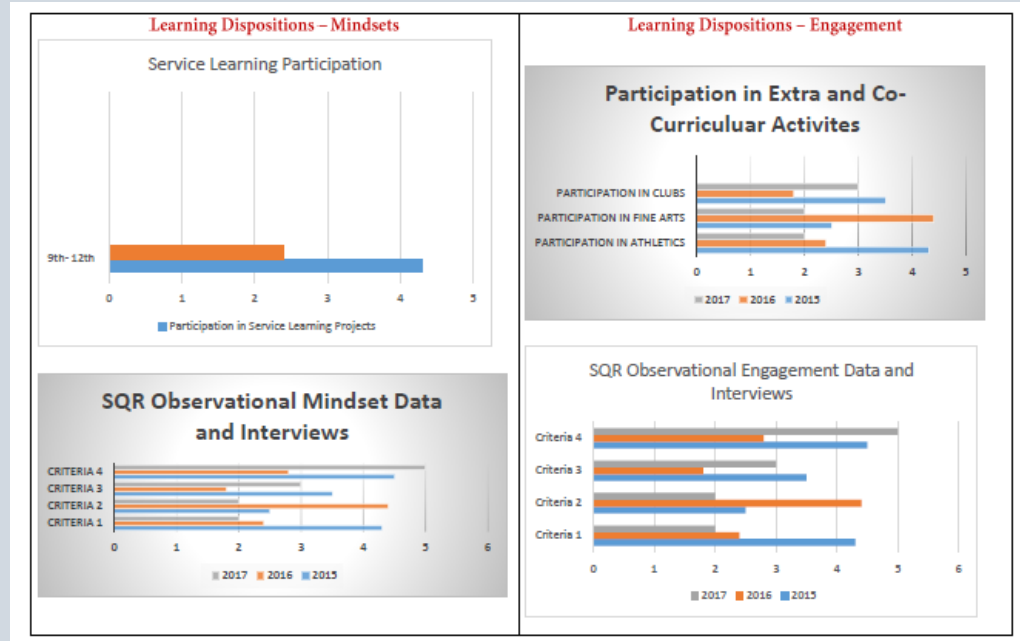 Learning Dispositions – Mindsets
Service Learning Participation
9th- 12th
0 1 2 3 4 5
Participation in Service Learning Projects
SQR Observational Mindset Data
and Interviews
CRITERIA 4
CRITERIA 3
CRITERIA 2
CRITERIA 1
0 1 2 3 4 5 6
2017 2016 2015
Learning Dispositions – Engagement
Participation in Extra and Co-
Curriculuar Activites
PARTICIPATION IN CLUBS
PARTICIPATION IN FINE ARTS
PARTICIPATION IN ATHLETICS
0 1 2 3 4 5
2017 2016 2015
SQR Observational Engagement Data and
Interviews
Criteria 4
Criteria 3
Criteria 2
Criteria 1
0 1 2 3 4 5 6
2017 2016 2015